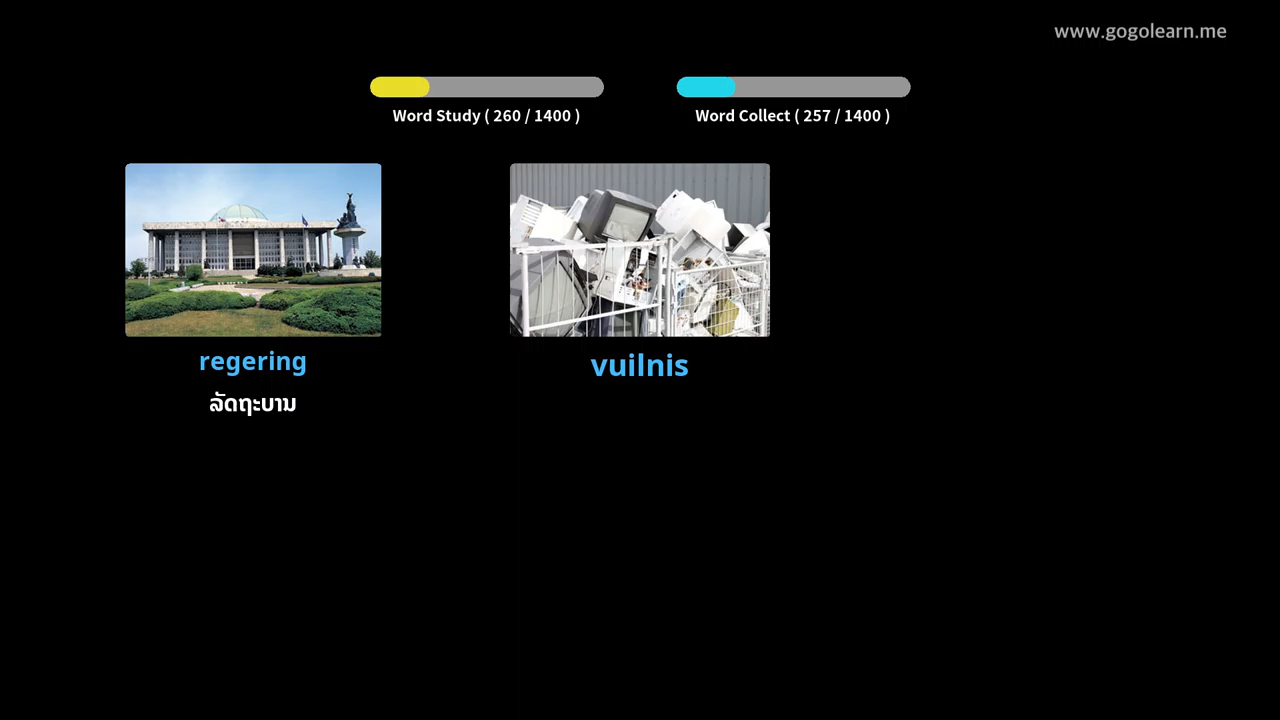 www.gogolearn.me
Word Study ( 260 / 1400 )
Word Collect ( 257 / 1400 )
regering
ລັດຖະບານ
vuilnis